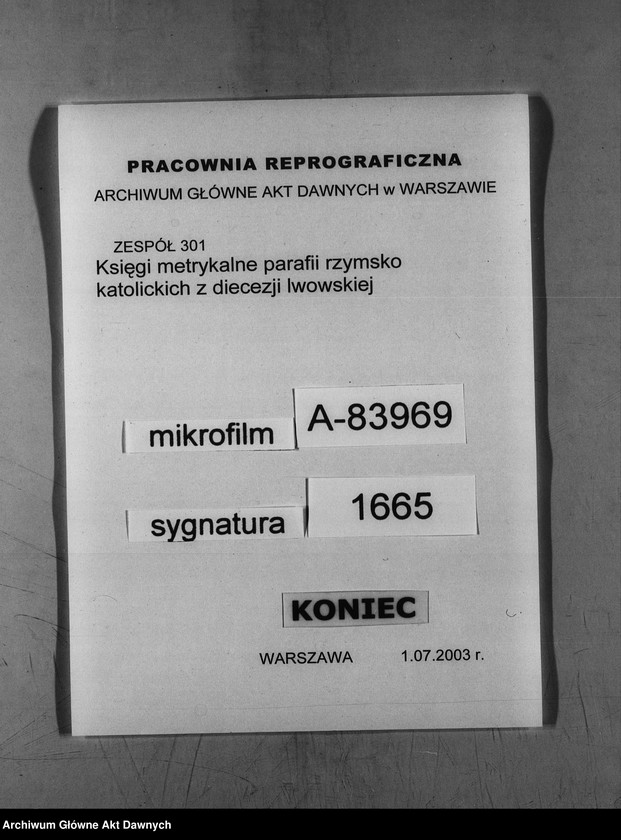 PRACOWNIA REPROGRAFICZNA
ARCHIWUM GŁÓWNE AKT DAWNYCH w WARSZAWIE
ZESPÓŁ 301
Księgi metrykalne parafii rzymsko
katolickich z diecezji lwowskiej
mikrofilm A-83969
sygnatura 1665
KONIEC
WARSZAWA 1.07.2003 r.
Archiwum Główne Akt Dawnych